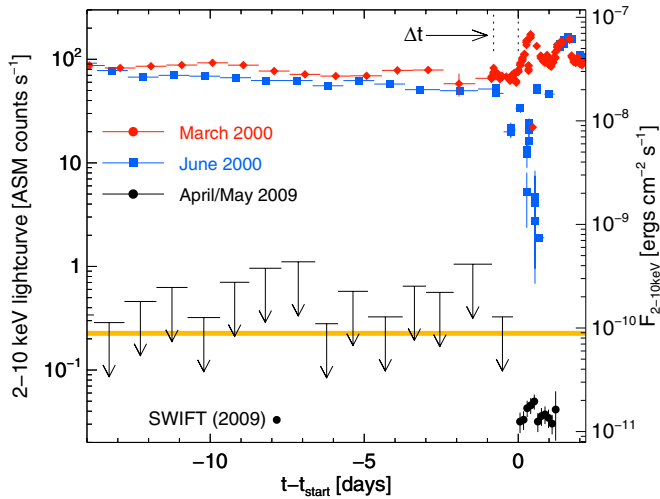 Δt
March 2000
June 2000
April/May 2009
SWIFT (2009)
2−10 keV lightcurve [ASM counts s⁻¹]
10²
10
1
10⁻¹
F₂₋₁₀ₖₑV [ergs cm⁻² s⁻¹]
10⁻⁷
10⁻⁸
10⁻⁹
10⁻¹⁰
10⁻¹¹
−10
−5
0
t−t_start [days]